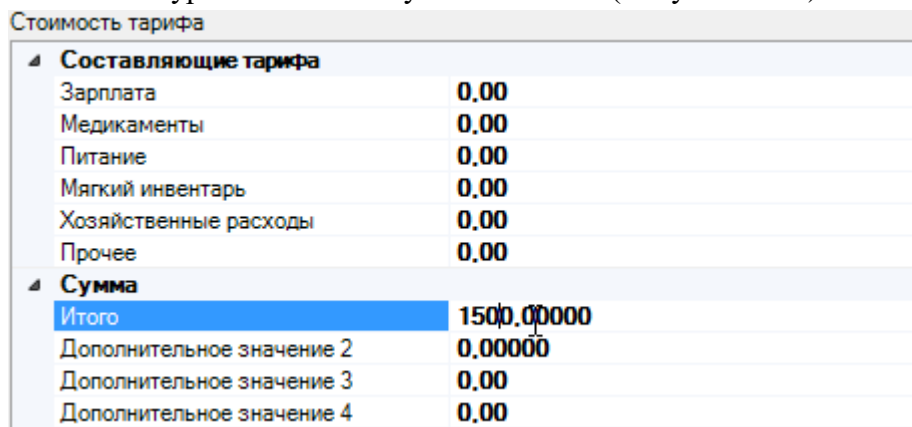 Стоимость тарифа
Составляющие тарифа
Зарплата 0,00
Медикаменты 0,00
Питание 0,00
Мягкий инвентарь 0,00
Хозяйственные расходы 0,00
Прочее 0,00
Сумма
Итого 1500,00000
Дополнительное значение 2 0,00000
Дополнительное значение 3 0,00
Дополнительное значение 4 0,00